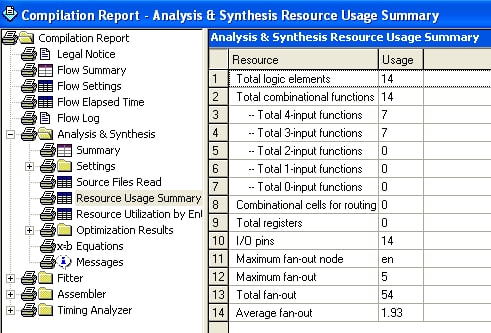 Compilation Report - Analysis & Synthesis Resource Usage Summary
Compilation Report
Legal Notice
Flow Summary
Flow Settings
Flow Elapsed Time
Flow Log
Analysis & Synthesis
Summary
Settings
Source Files Read
Resource Usage Summary
Resource Utilization by Ent
Optimization Results
Equations
Messages
Fitter
Assembler
Timing Analyzer
Analysis & Synthesis Resource Usage Summary
Resource Usage
1 Total logic elements 14
2 Total combinational functions 14
3 -- Total 4-input functions 7
4 -- Total 3-input functions 7
5 -- Total 2-input functions 0
6 -- Total 1-input functions 0
7 -- Total 0-input functions 0
8 Combinational cells for routing 0
9 Total registers 0
10 I/O pins 14
11 Maximum fan-out node en
12 Maximum fan-out 5
13 Total fan-out 54
14 Average fan-out 1.93